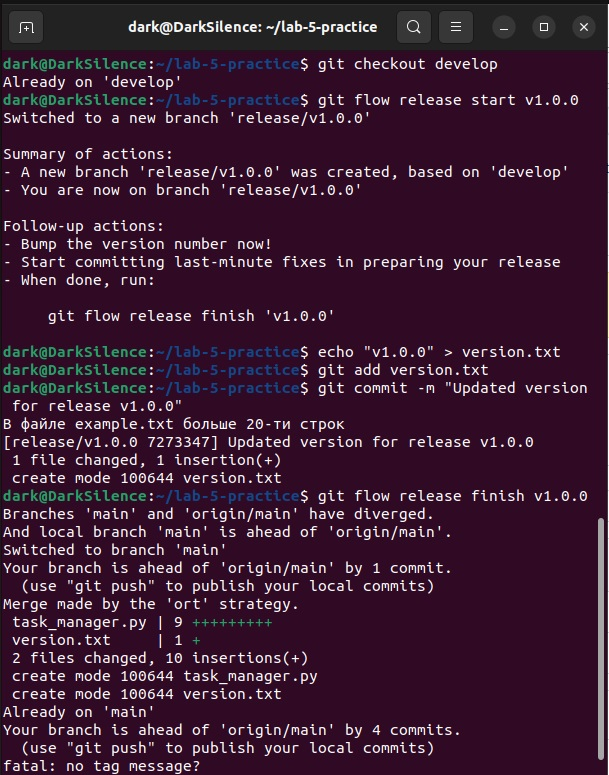 dark@DarkSilence: ~/lab-5-practice
dark@DarkSilence:~/lab-5-practice$ git checkout develop
Already on 'develop'
dark@DarkSilence:~/lab-5-practice$ git flow release start v1.0.0
Switched to a new branch 'release/v1.0.0'
Summary of actions:
- A new branch 'release/v1.0.0' was created, based on 'develop'
- You are now on branch 'release/v1.0.0'
Follow-up actions:
- Bump the version number now!
- Start committing last-minute fixes in preparing your release
- When done, run:
     git flow release finish 'v1.0.0'
dark@DarkSilence:~/lab-5-practice$ echo "v1.0.0" > version.txt
dark@DarkSilence:~/lab-5-practice$ git add version.txt
dark@DarkSilence:~/lab-5-practice$ git commit -m "Updated version
 for release v1.0.0"
В файле example.txt больше 20-ти строк
[release/v1.0.0 7273347] Updated version for release v1.0.0
 1 file changed, 1 insertion(+)
 create mode 100644 version.txt
dark@DarkSilence:~/lab-5-practice$ git flow release finish v1.0.0
Branches 'main' and 'origin/main' have diverged.
And local branch 'main' is ahead of 'origin/main'.
Switched to branch 'main'
Your branch is ahead of 'origin/main' by 1 commit.
  (use "git push" to publish your local commits)
Merge made by the 'ort' strategy.
 task_manager.py | 9 +++++++++
 version.txt     | 1 +
 2 files changed, 10 insertions(+)
 create mode 100644 task_manager.py
 create mode 100644 version.txt
Already on 'main'
Your branch is ahead of 'origin/main' by 4 commits.
  (use "git push" to publish your local commits)
fatal: no tag message?